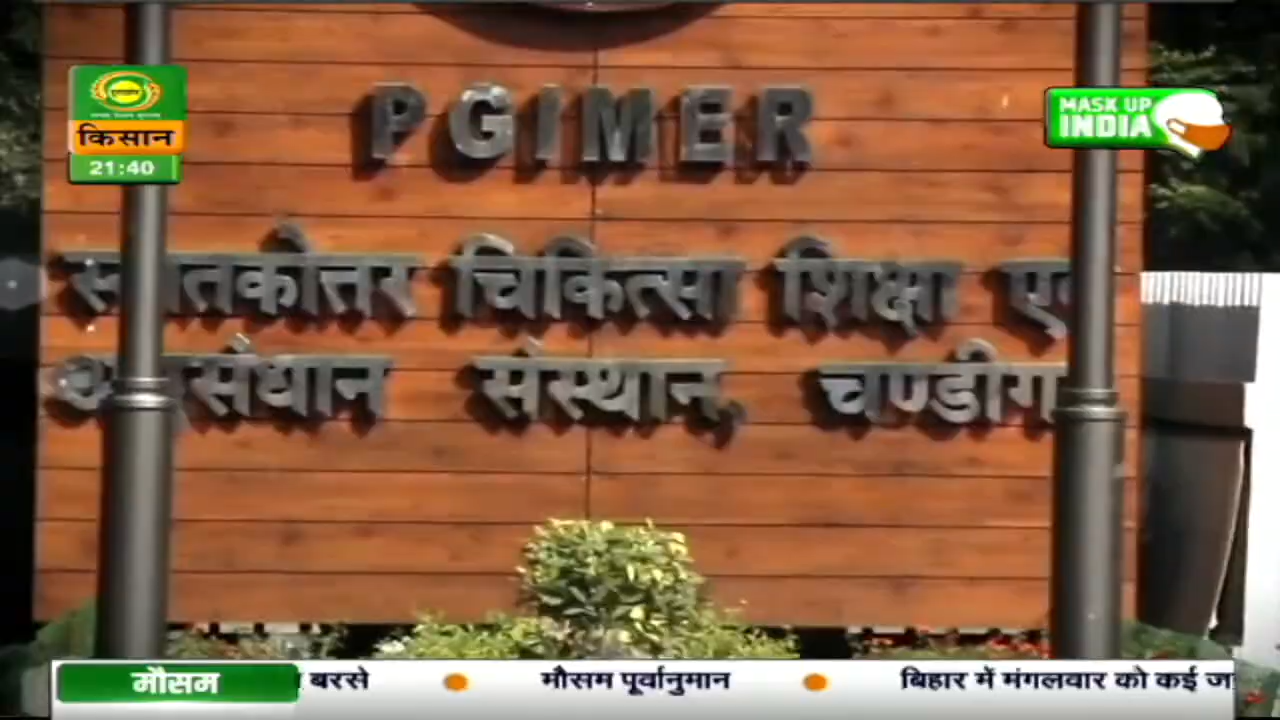 किसान
21:40
MASK UP
INDIA
PGIMER
चिकित्सा शिक्षा
संस्थान,
मौसम
बरसे
मौसम पूर्वानुमान
बिहार में मंगलवार को कई